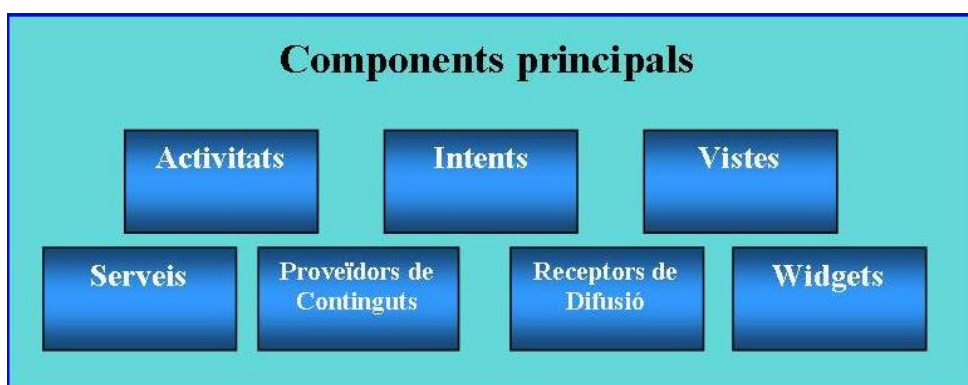 Components principals
Activitats
Intents
Vistes
Serveis
Proveïdors de
Continguts
Receptors de
Difusió
Widgets